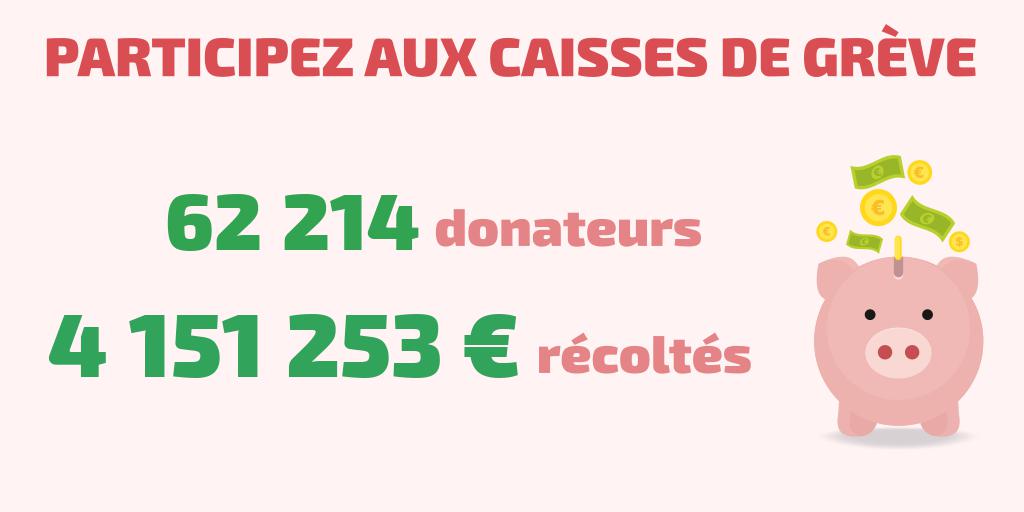 PARTICIPEZ AUX CAISSES DE GRÈVE
62 214 donateurs
4 151 253 € récoltés